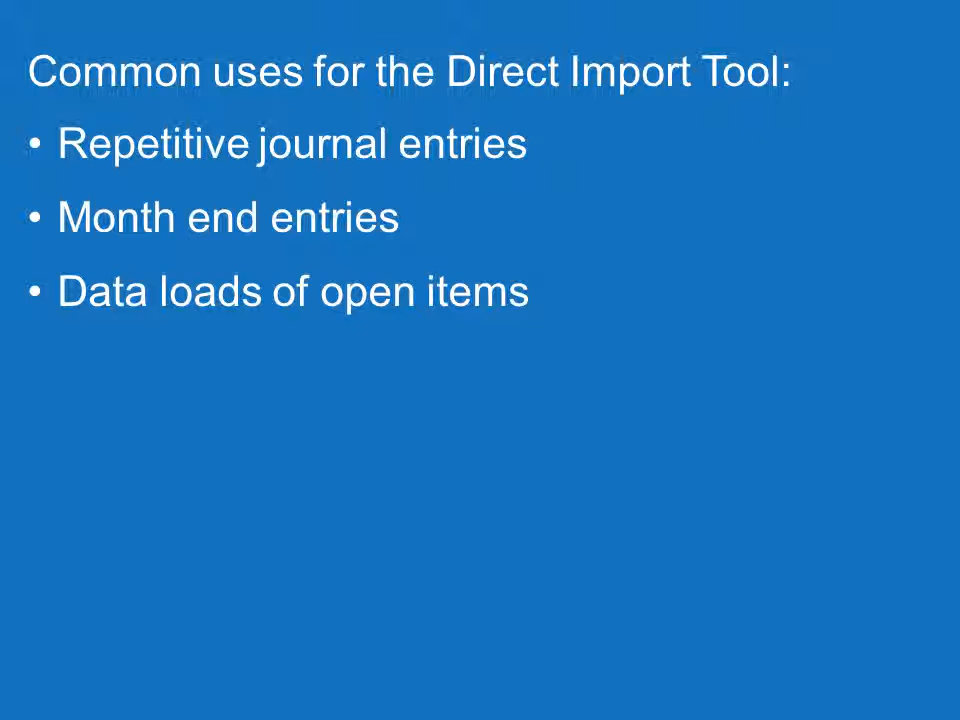 Common uses for the Direct Import Tool:
• Repetitive journal entries
• Month end entries
• Data loads of open items